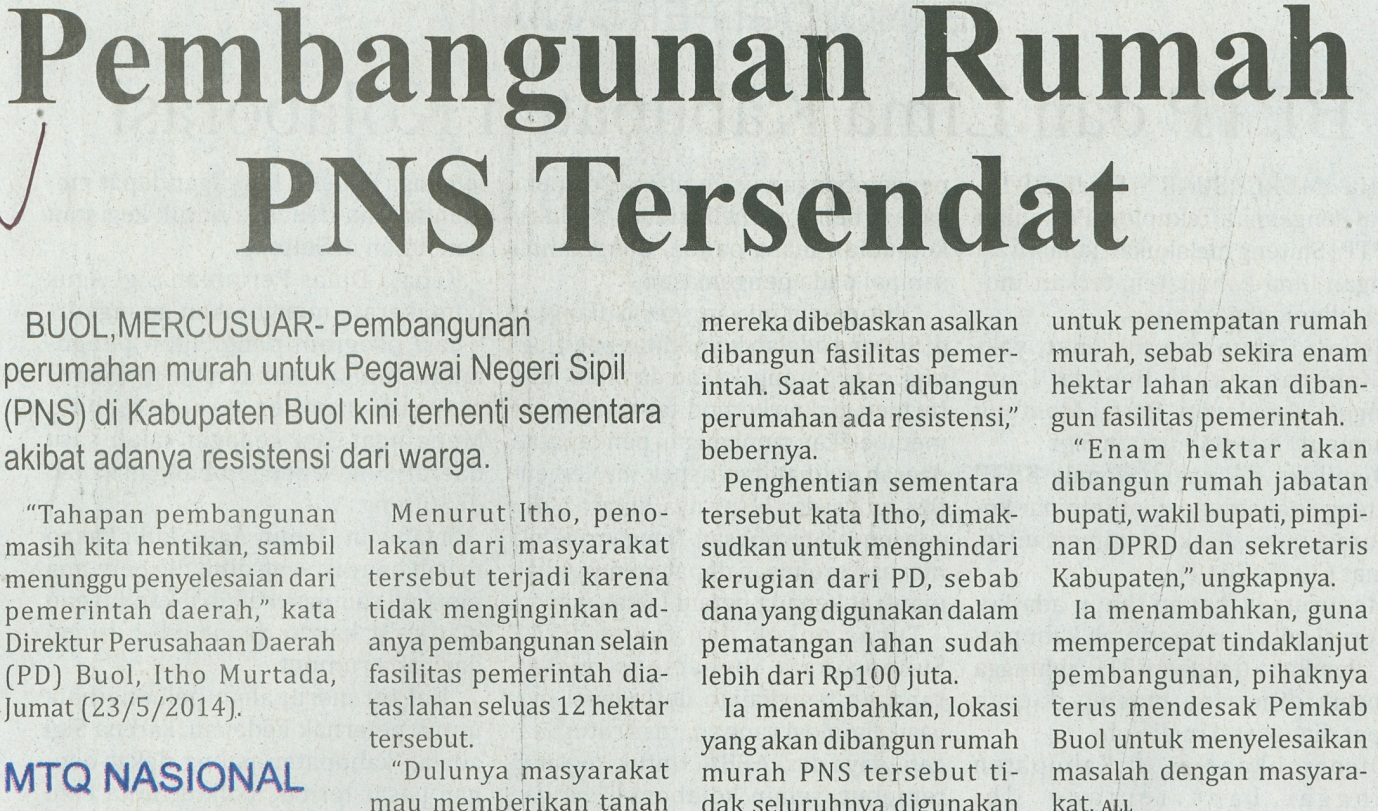 Pembangunan Rumah
PNS Tersendat
BUOL,MERCUSUAR- Pembangunan
perumahan murah untuk Pegawai Negeri Sipil
(PNS) di Kabupaten Buol kini terhenti sementara
akibat adanya resistensi dari warga.
“Tahapan pembangunan
masih kita hentikan, sambil
menunggu penyelesaian dari
pemerintah daerah,” kata
Direktur Perusahaan Daerah
(PD) Buol, Itho Murtada,
Jumat (23/5/2014).
MTQ NASIONAL
Menurut Itho, peno-
lakan dari masyarakat
tersebut terjadi karena
tidak menginginkan ad-
anya pembangunan selain
fasilitas pemerintah dia-
tas lahan seluas 12 hektar
tersebut.
“Dulunya masyarakat
mau memberikan tanah
mereka dibebaskan asalkan
dibangun fasilitas pemer-
intah. Saat akan dibangun
perumahan ada resistensi,”
bebernya.
Penghentian sementara
tersebut kata Itho, dimak-
sudkan untuk menghindari
kerugian dari PD, sebab
dana yang digunakan dalam
pematangan lahan sudah
lebih dari Rp100 juta.
Ia menambahkan, lokasi
yang akan dibangun rumah
murah PNS tersebut ti-
dak seluruhnya digunakan
untuk penempatan rumah
murah, sebab sekira enam
hektar lahan akan diban-
gun fasilitas pemerintah.
“Enam hektar akan
dibangun rumah jabatan
bupati, wakil bupati, pimpi-
nan DPRD dan sekretaris
Kabupaten,” ungkapnya.
Ia menambahkan, guna
mempercepat tindaklanjut
pembangunan, pihaknya
terus mendesak Pemkab
Buol untuk menyelesaikan
masalah dengan masyara-
kat. ALI